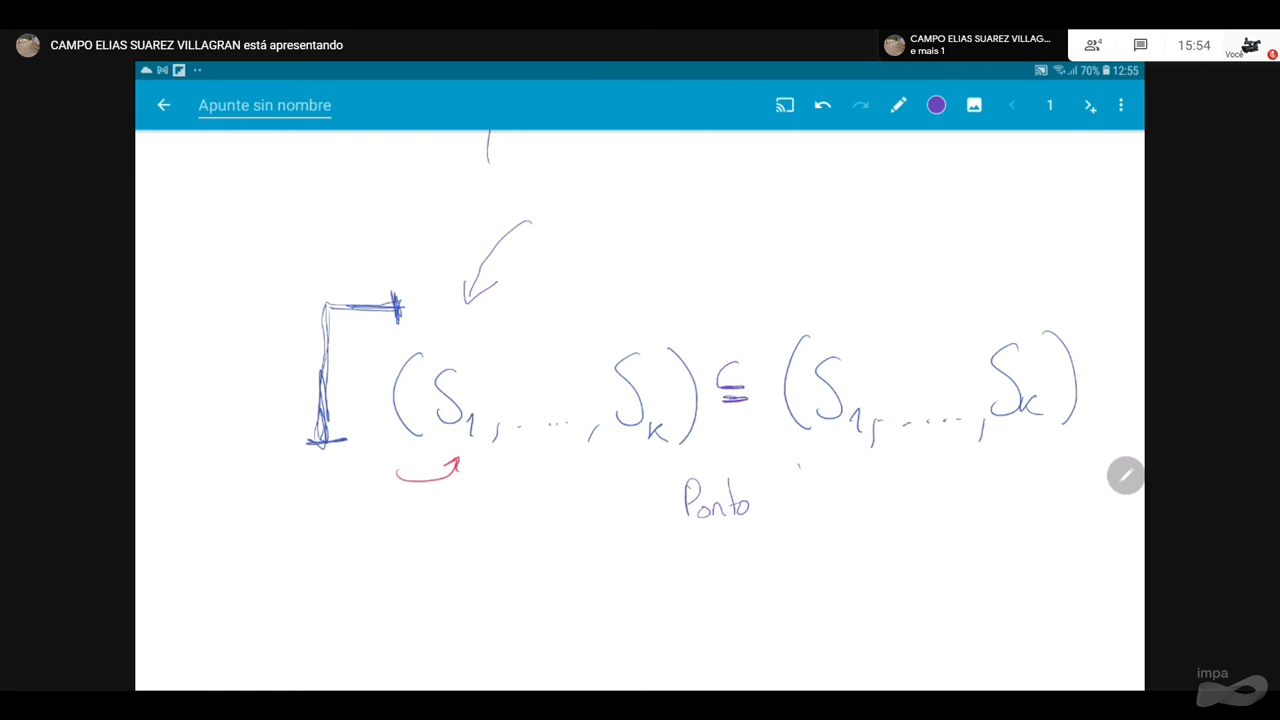 CAMPO ELIAS SUAREZ VILLAGRAN está apresentando
CAMPO ELIAS SUAREZ VILLAG...
e mais 1
4
15:54
Você
70% 12:55
Apunte sin nombre
1
(S1, ....., Sk) ⊆ (S1, ....., Sk)
Ponto
impa